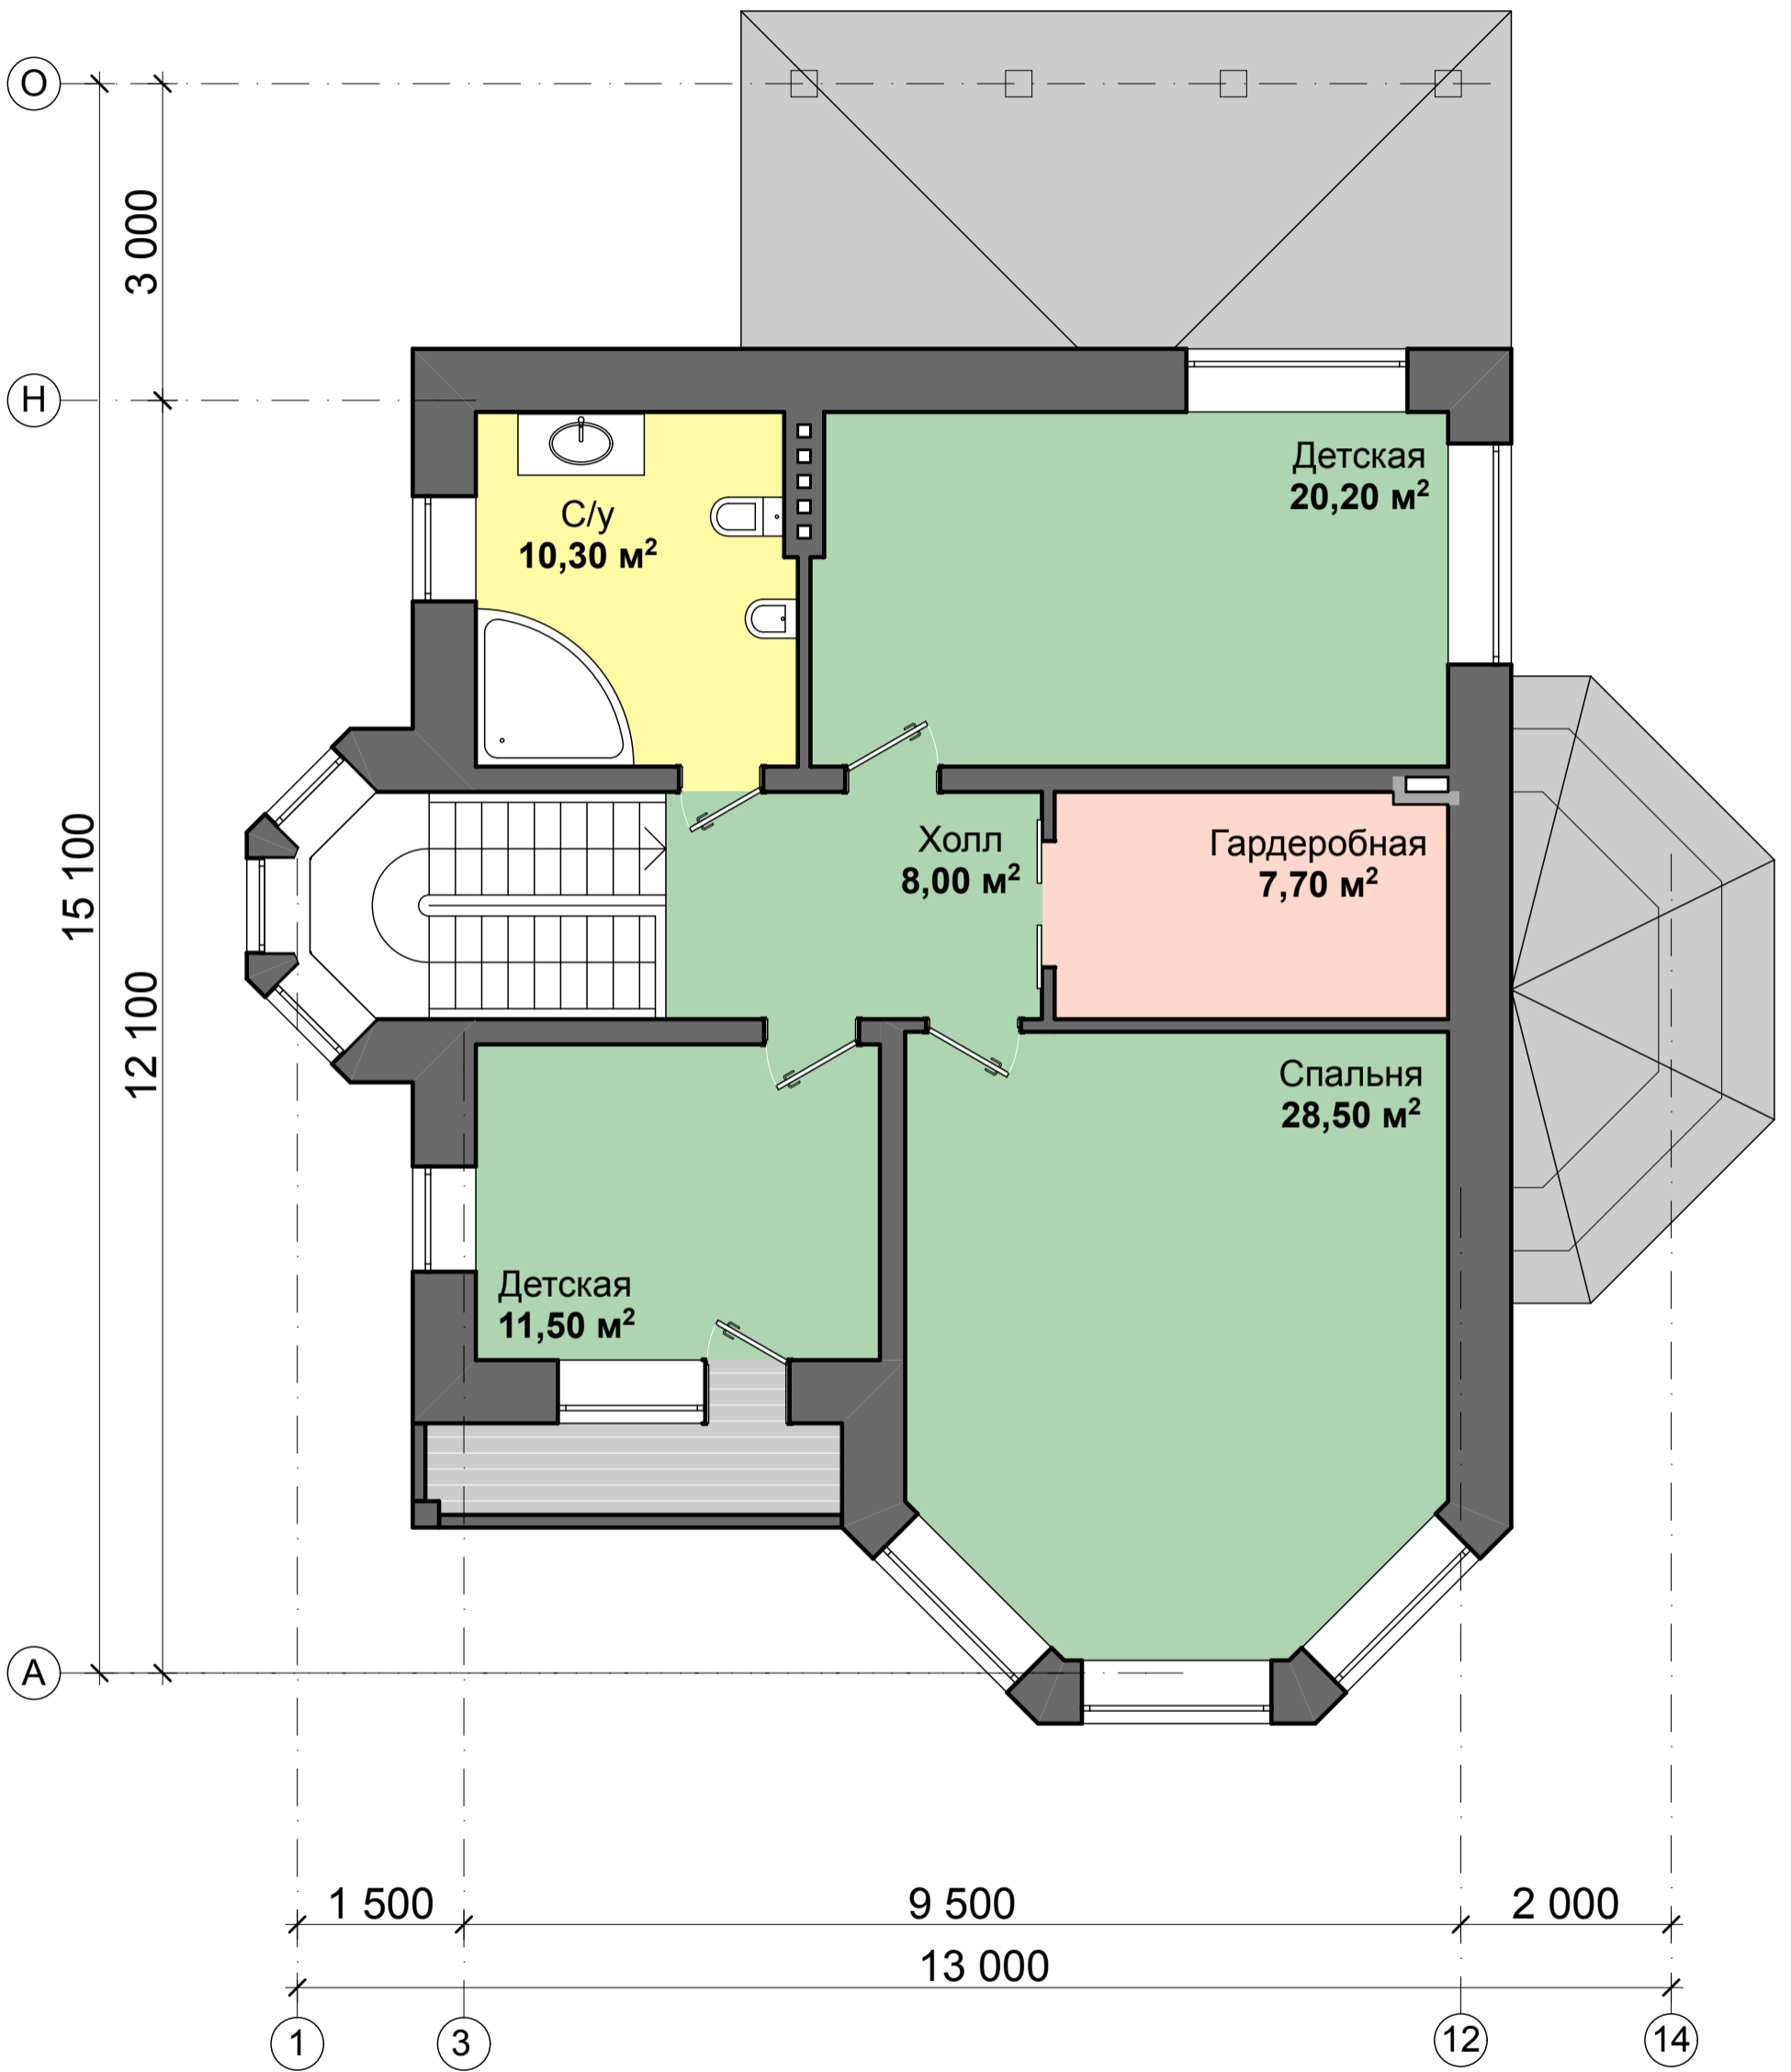 О
3 000
Н
Детская
20,20 м²
С/у
10,30 м²
15 100
12 100
Холл
8,00 м²
Гардеробная
7,70 м²
Спальня
28,50 м²
Детская
11,50 м²
А
1 500
9 500
2 000
13 000
1
3
12
14